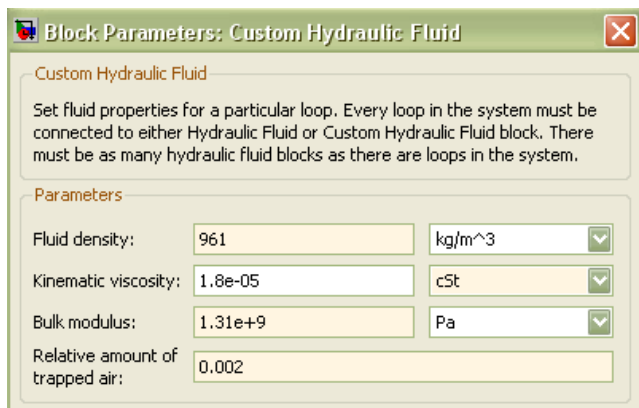 Block Parameters: Custom Hydraulic Fluid
Custom Hydraulic Fluid
Set fluid properties for a particular loop. Every loop in the system must be
connected to either Hydraulic Fluid or Custom Hydraulic Fluid block. There
must be as many hydraulic fluid blocks as there are loops in the system.
Parameters
Fluid density: 961 kg/m^3
Kinematic viscosity: 1.8e-05 cSt
Bulk modulus: 1.31e+9 Pa
Relative amount of
trapped air: 0.002